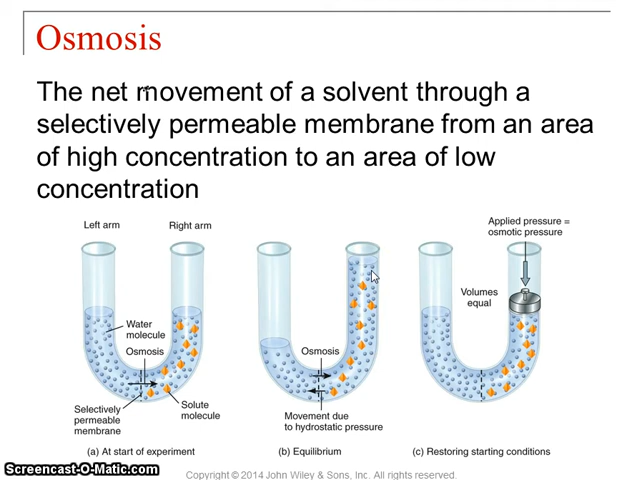 Osmosis
The net movement of a solvent through a
selectively permeable membrane from an area
of high concentration to an area of low
concentration
Left arm
Right arm
Water
molecule
Osmosis
Selectively
permeable
membrane
Solute
molecule
(a) At start of experiment
Osmosis
Movement due
to hydrostatic pressure
(b) Equilibrium
Applied pressure =
osmotic pressure
Volumes
equal
(c) Restoring starting conditions
Screencast-O-Matic.com
Copyright © 2014 John Wiley & Sons, Inc. All rights reserved.